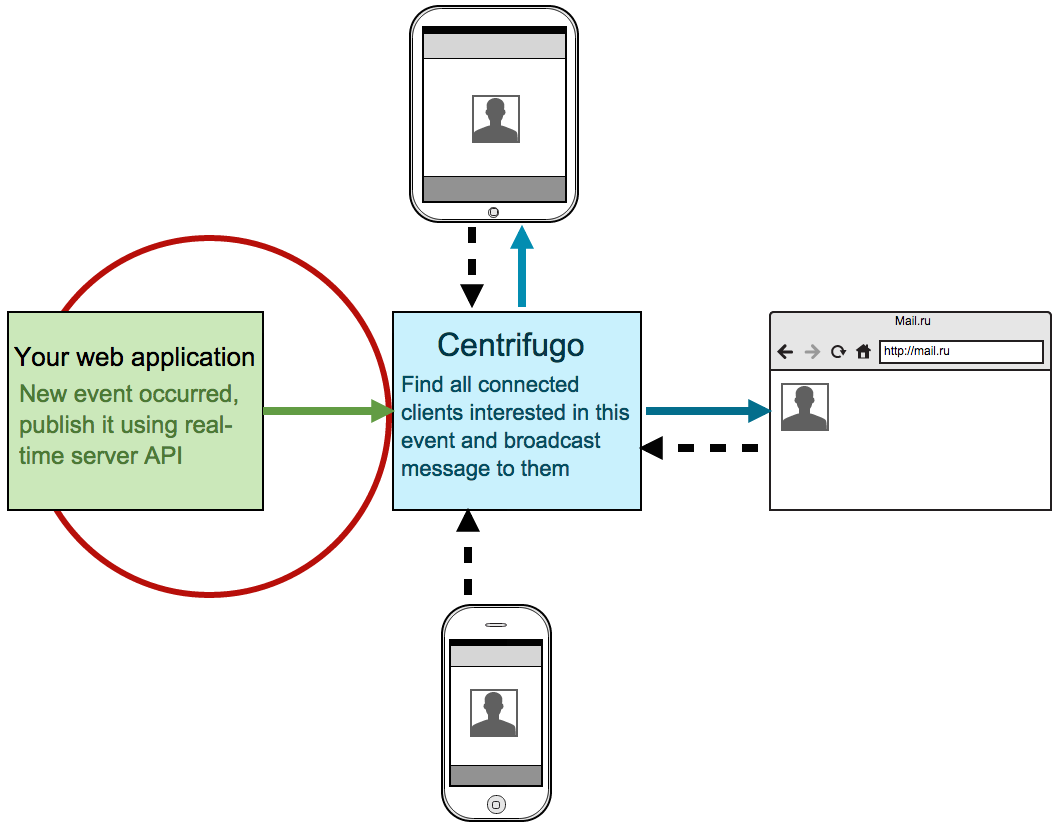 Your web application
New event occurred,
publish it using real-
time server API
Centrifugo
Find all connected
clients interested in this
event and broadcast
message to them
Mail.ru
http://mail.ru